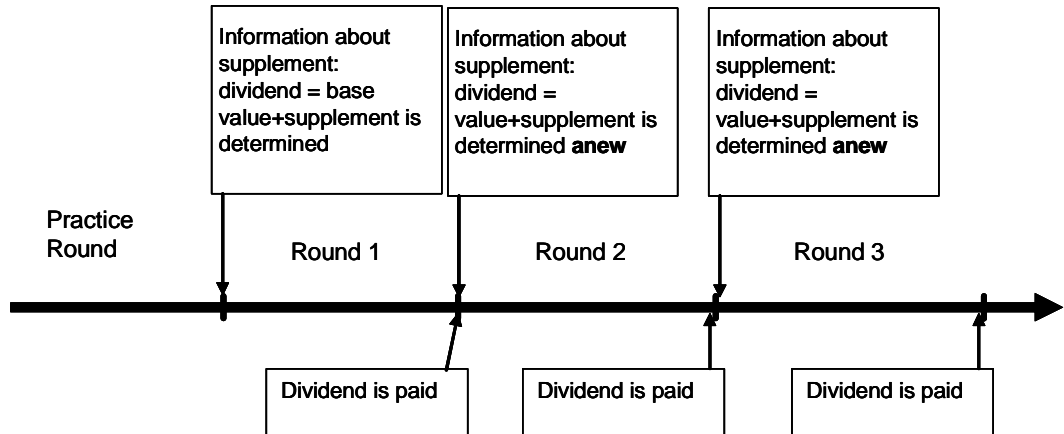 Information about
supplement:
dividend = base
value+supplement is
determined
Information about
supplement:
dividend =
value+supplement is
determined anew
Information about
supplement:
dividend =
value+supplement is
determined anew
Practice
Round
Round 1
Round 2
Round 3
Dividend is paid
Dividend is paid
Dividend is paid